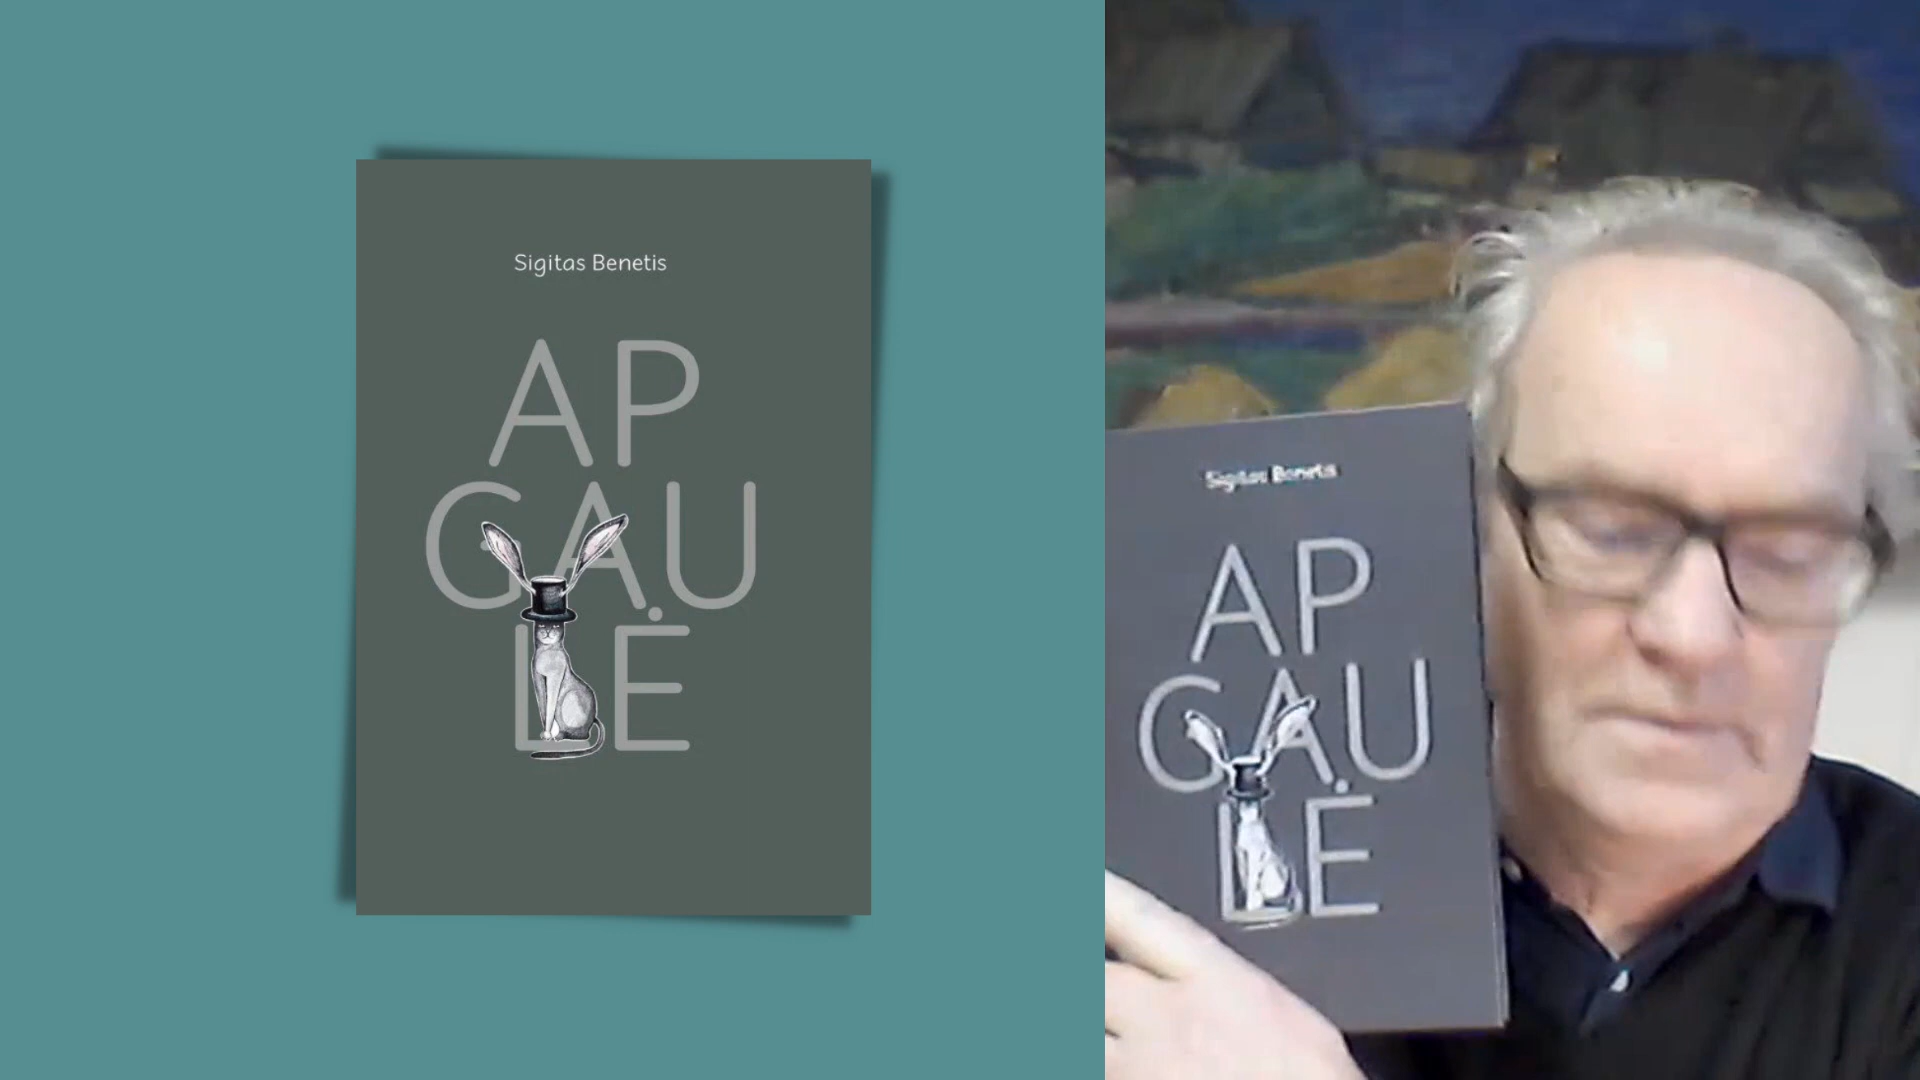 Sigitas Benetis
AP
GAU
LĖ
Sigitas Benetis
AP
GAU
LĖ